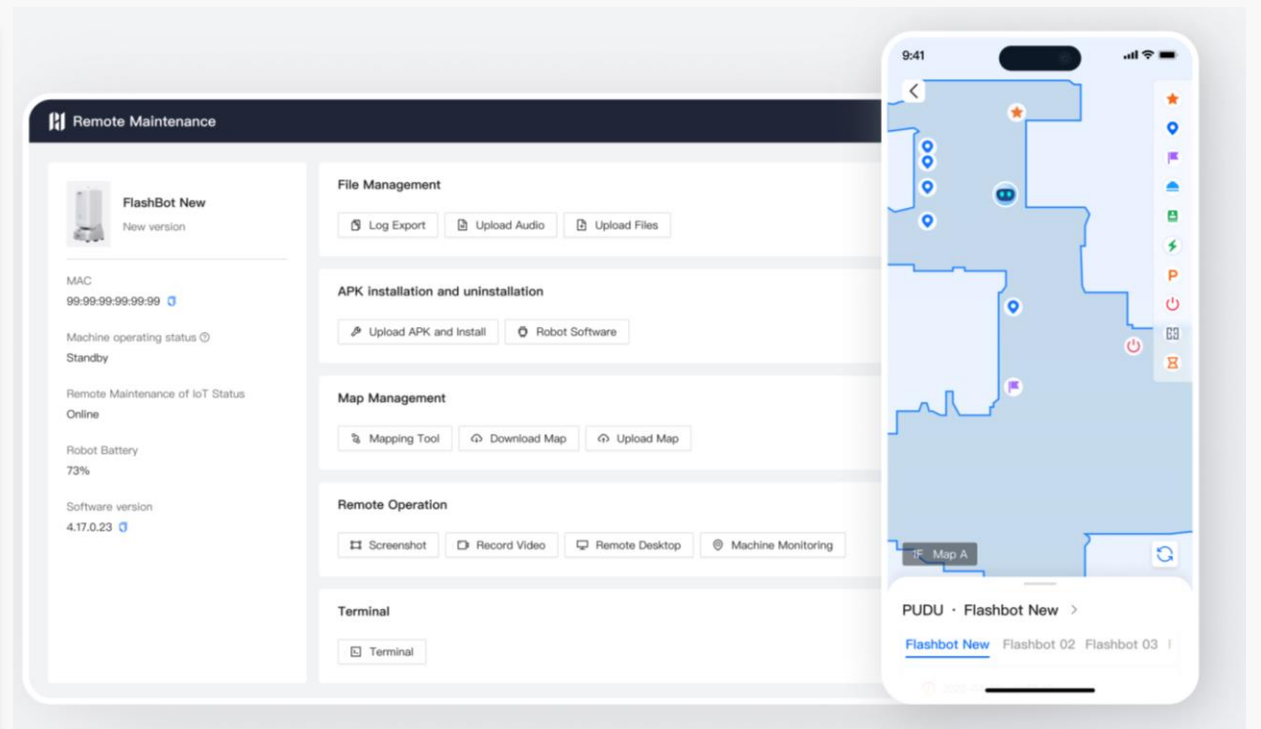 Remote Maintenance
FlashBot New
New version
MAC
99:99:99:99:99:99
Machine operating status
Standby
Remote Maintenance of IoT Status
Online
Robot Battery
73%
Software version
4.17.0.23
File Management
Log Export Upload Audio Upload Files
APK installation and uninstallation
Upload APK and Install Robot Software
Map Management
Mapping Tool Download Map Upload Map
Remote Operation
Screenshot Record Video Remote Desktop Machine Monitoring
Terminal
Terminal
9:41
P
Map A
PUDU · Flashbot New
Flashbot New Flashbot 02 Flashbot 03